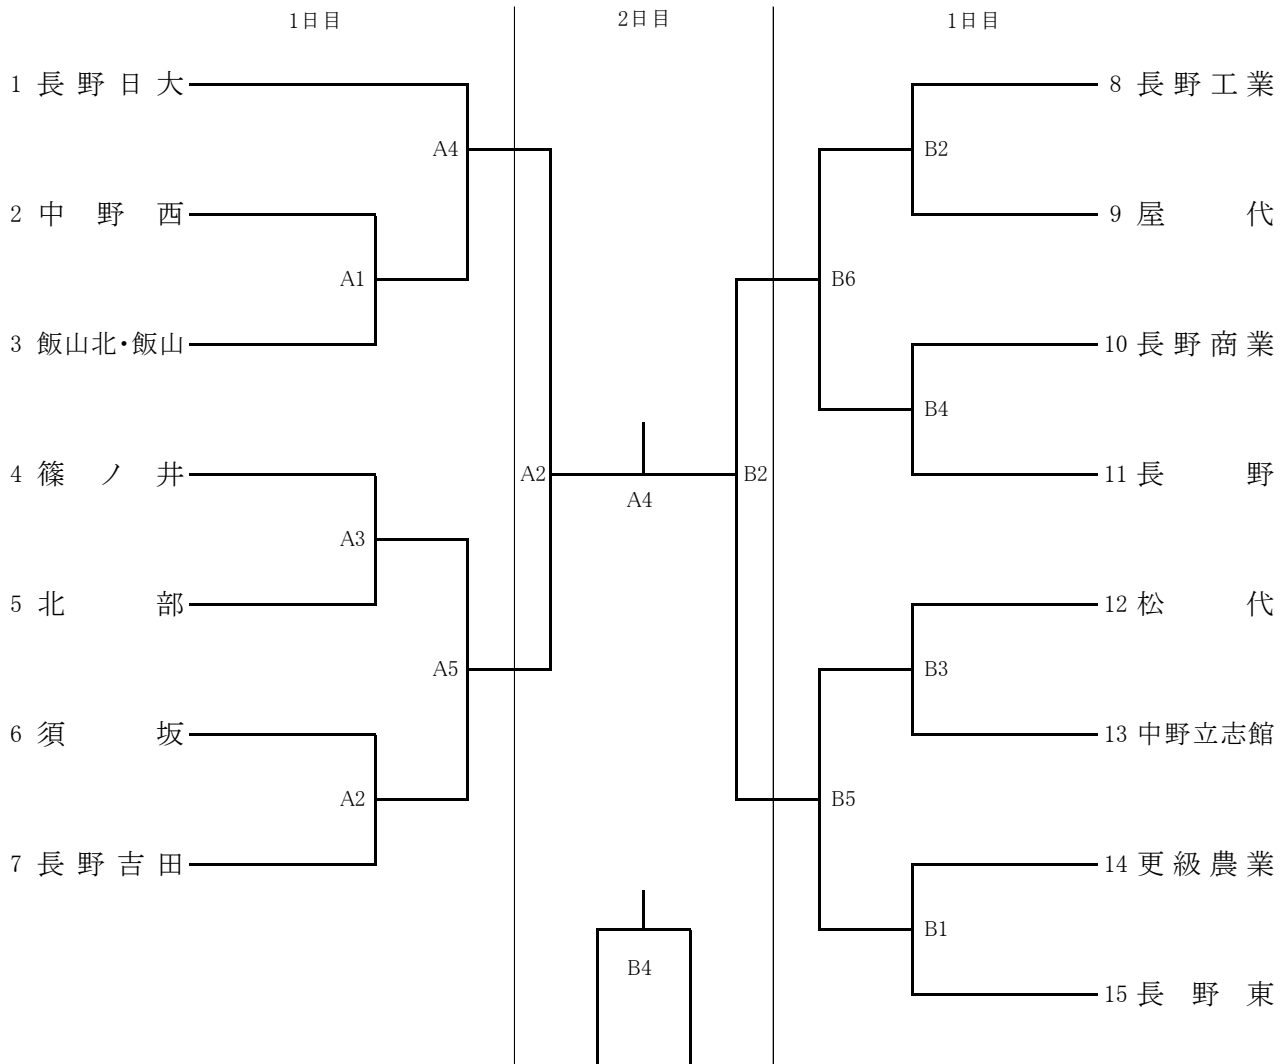 1日目 2日目 1日目
1 長野日大
8 長野工業
A4
B2
2 中野西
9 屋代
A1
B6
3 飯山北・飯山
10 長野商業
B4
4 篠ノ井
A2
B2
11 長野
A4
A3
5 北部
12 松代
A5
B3
6 須坂
13 中野立志館
A2
B5
7 長野吉田
14 更級農業
B1
B4
15 長野東